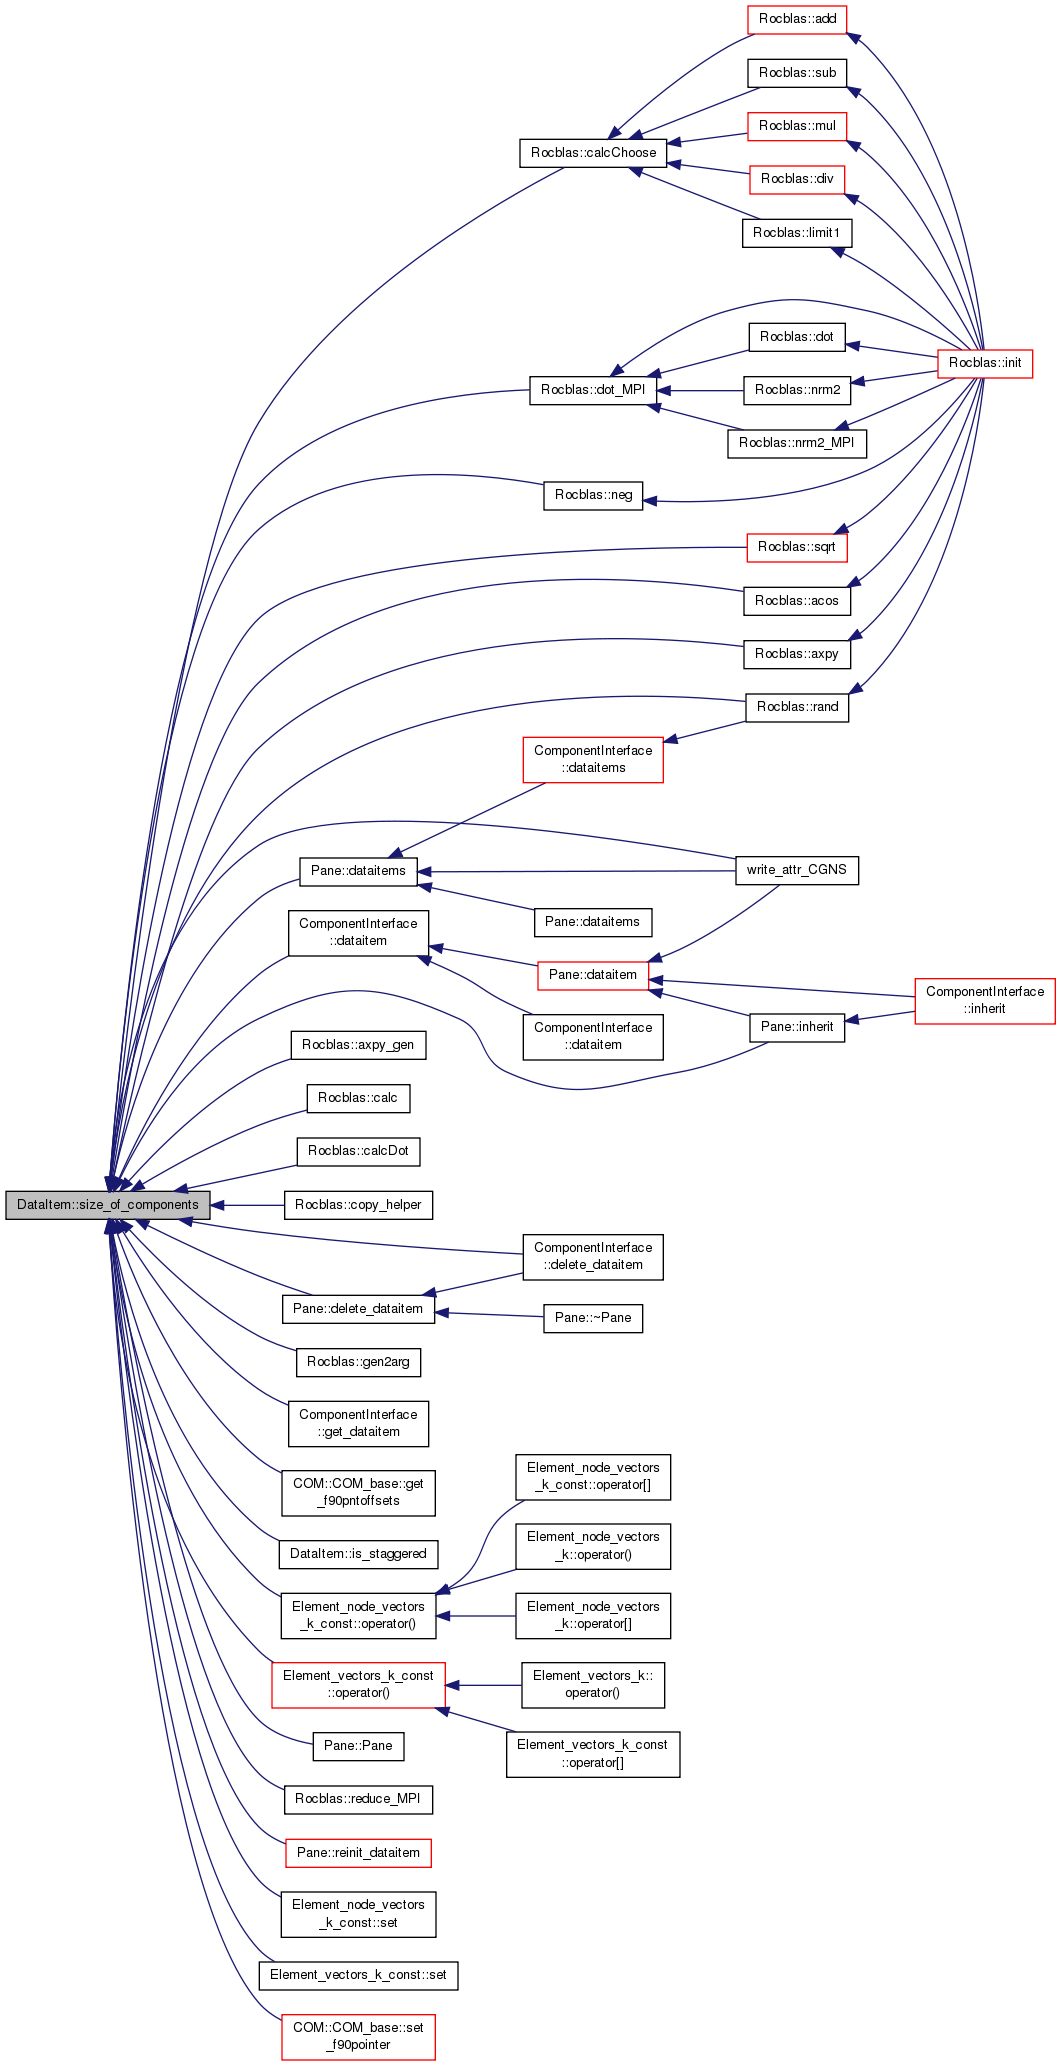 Rocblas::add
Rocblas::sub
Rocblas::mul
Rocblas::calcChoose
Rocblas::div
Rocblas::limit1
Rocblas::dot
Rocblas::init
Rocblas::dot_MPI
Rocblas::nrm2
Rocblas::nrm2_MPI
Rocblas::neg
Rocblas::sqrt
Rocblas::acos
Rocblas::axpy
Rocblas::rand
ComponentInterface
::dataitems
Pane::dataitems
write_attr_CGNS
Pane::dataitems
ComponentInterface
::dataitem
Pane::dataitem
ComponentInterface
::inherit
ComponentInterface
::dataitem
Pane::inherit
Rocblas::axpy_gen
Rocblas::calc
Rocblas::calcDot
DataItem::size_of_components
Rocblas::copy_helper
ComponentInterface
::delete_dataitem
Pane::delete_dataitem
Pane::~Pane
Rocblas::gen2arg
ComponentInterface
::get_dataitem
Element_node_vectors
_k_const::operator[]
COM::COM_base::get
_f90pntoffsets
Element_node_vectors
_k::operator()
DataItem::is_staggered
Element_node_vectors
_k_const::operator()
Element_node_vectors
_k::operator[]
Element_vectors_k_const
::operator()
Element_vectors_k::
operator()
Element_vectors_k_const
::operator[]
Pane::Pane
Rocblas::reduce_MPI
Pane::reinit_dataitem
Element_node_vectors
_k_const::set
Element_vectors_k_const::set
COM::COM_base::set
_f90pointer